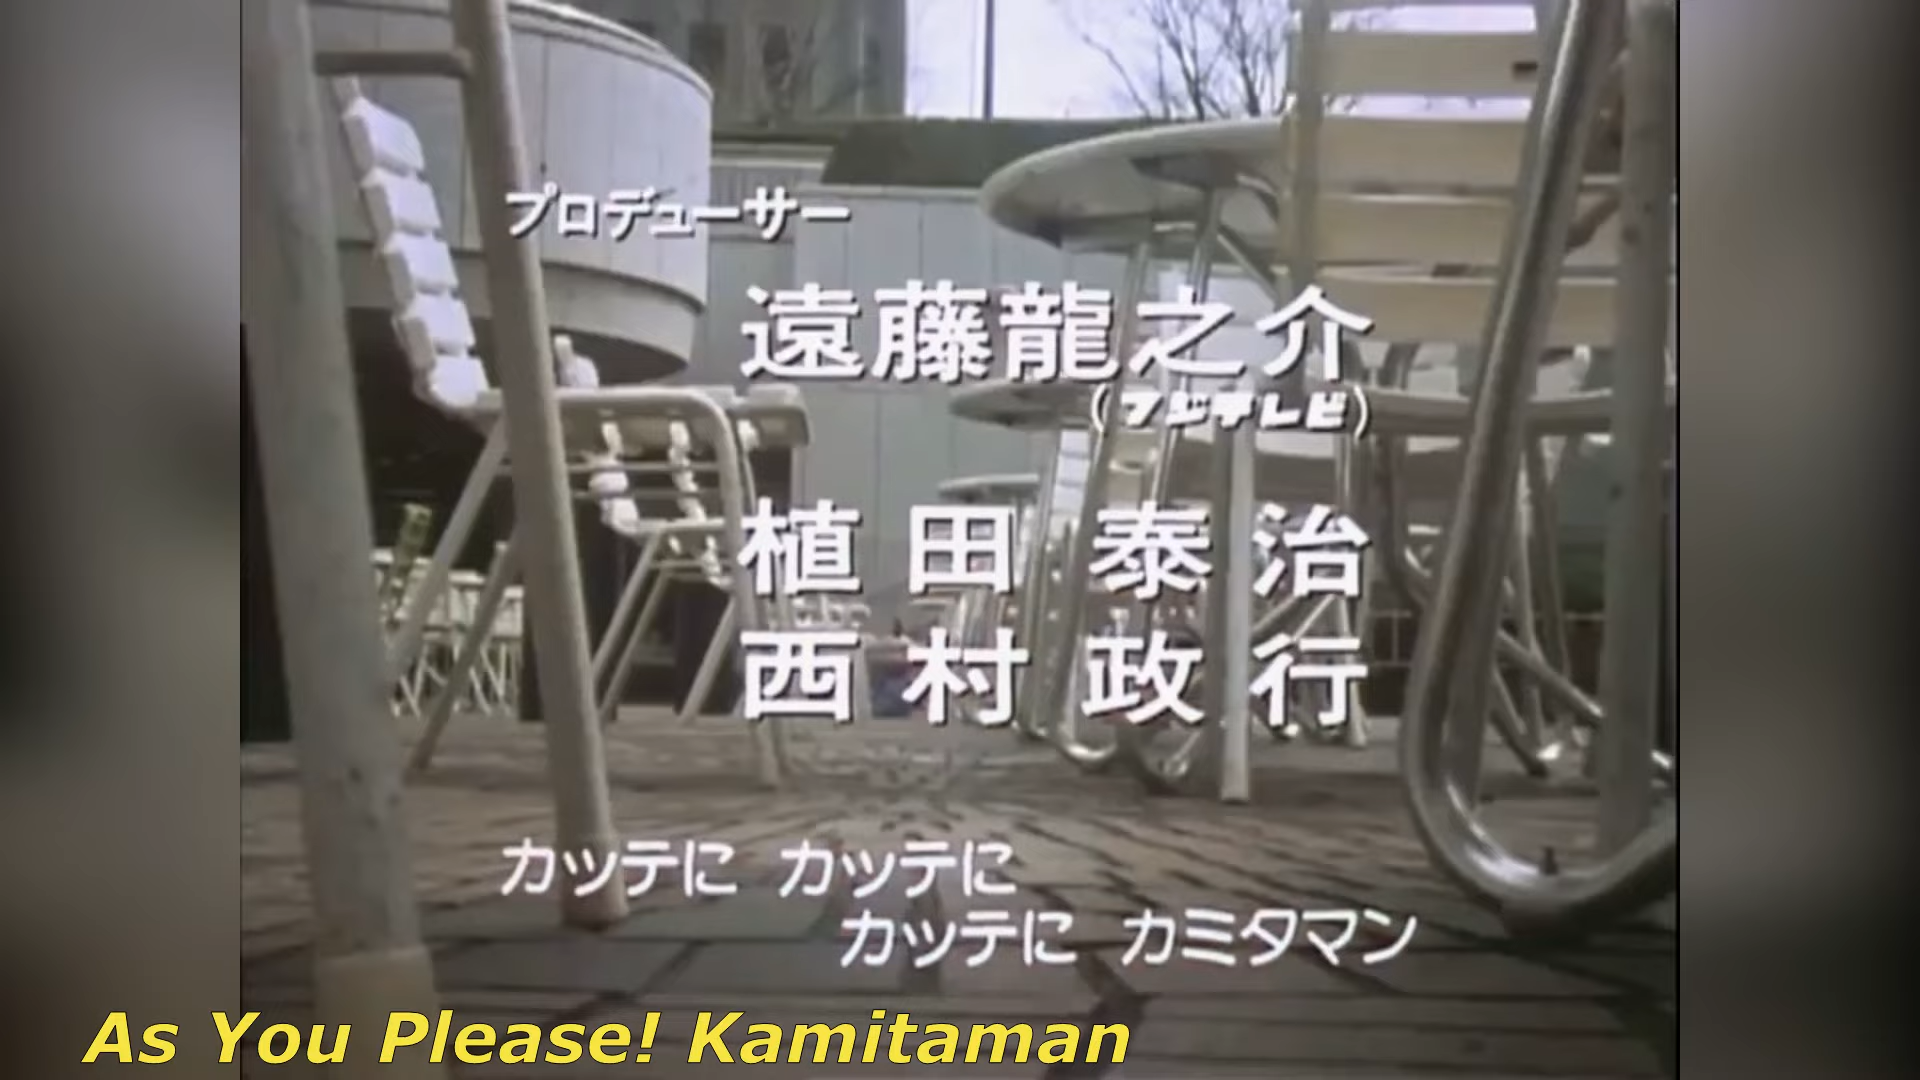 プロデューサー
遠藤龍之介
(フジテレビ)
植田泰治
西村政行
カッテに カッテに
カッテに カミタマン
As You Please! Kamitaman